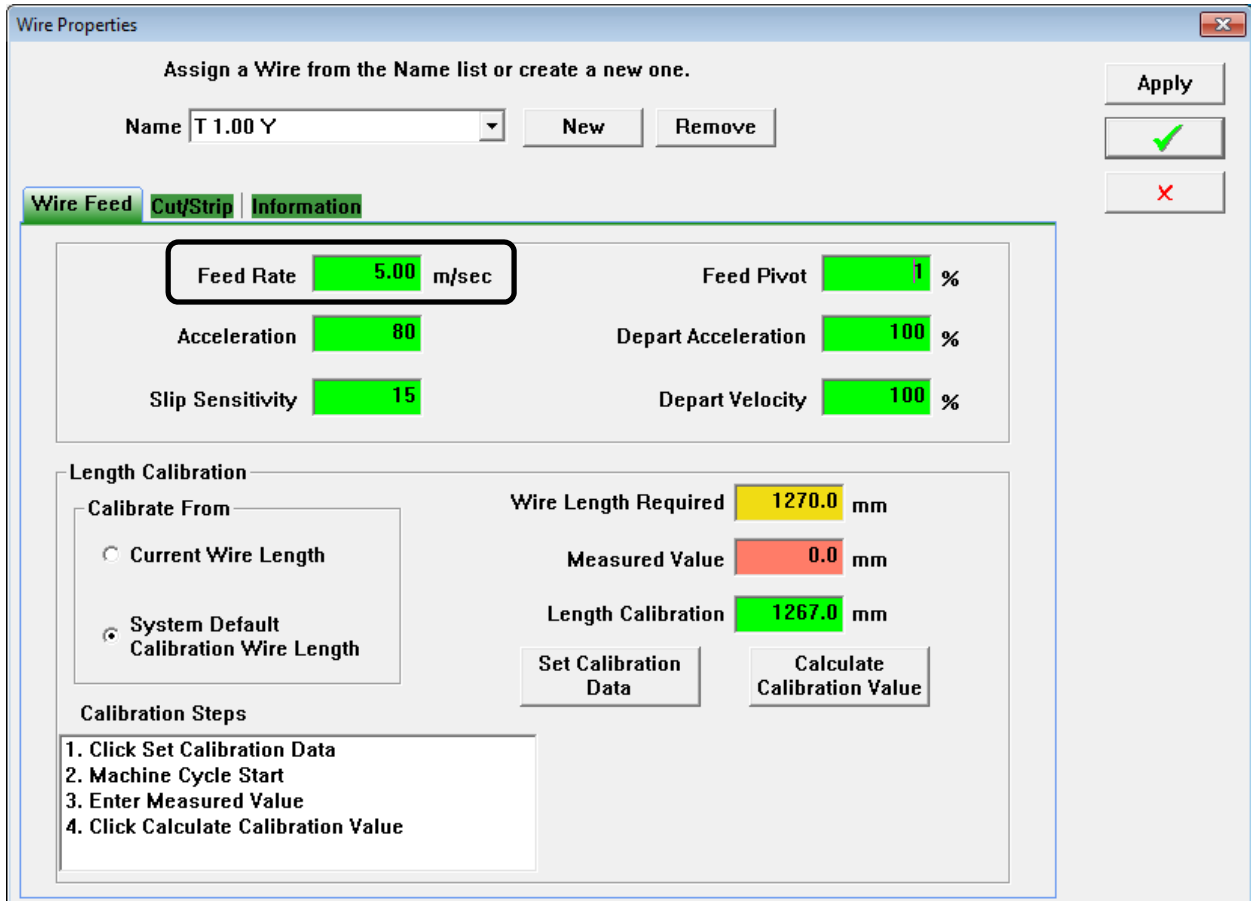 Wire Properties
Assign a Wire from the Name list or create a new one.
Apply
Name T 1.00 Y New Remove
Wire Feed Cut/Strip Information
Feed Rate 5.00 m/sec Feed Pivot 1 %
Acceleration 80 Depart Acceleration 100 %
Slip Sensitivity 15 Depart Velocity 100 %
Length Calibration
Calibrate From
Current Wire Length
System Default
Calibration Wire Length
Wire Length Required 1270.0 mm
Measured Value 0.0 mm
Length Calibration 1267.0 mm
Set Calibration
Data
Calculate
Calibration Value
Calibration Steps
1. Click Set Calibration Data
2. Machine Cycle Start
3. Enter Measured Value
4. Click Calculate Calibration Value